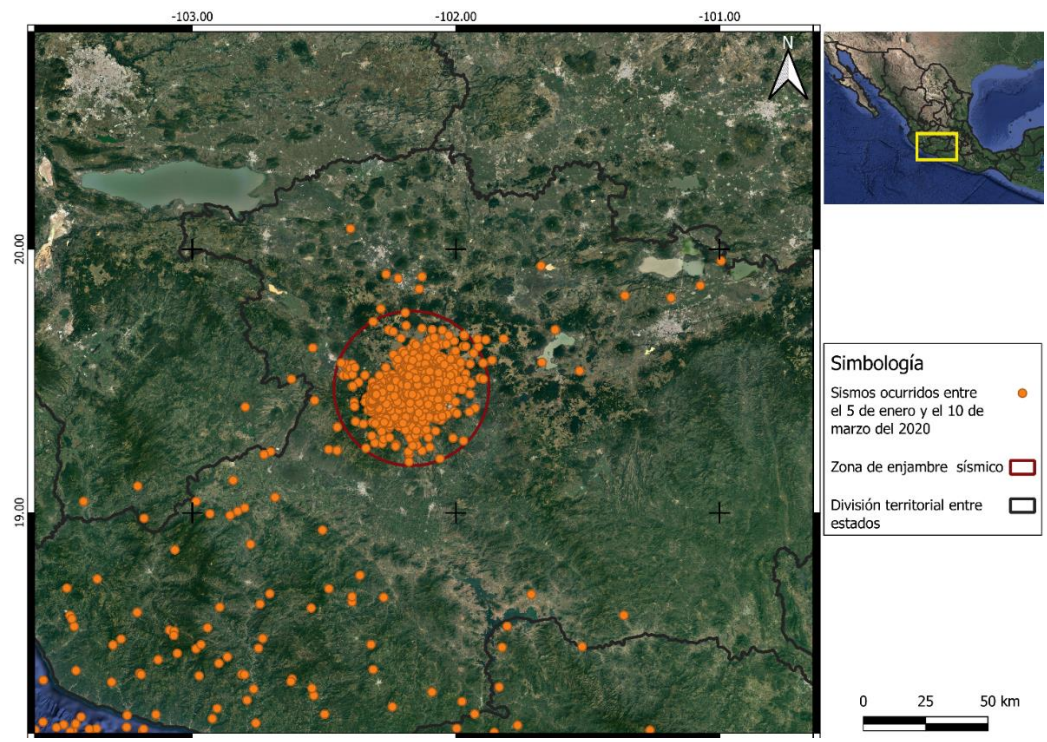 -103.00
-102.00
-101.00
N
20.00
19.00
Simbología
Sismos ocurridos entre
el 5 de enero y el 10 de
marzo del 2020
Zona de enjambre sísmico
División territorial entre
estados
0 25 50 km